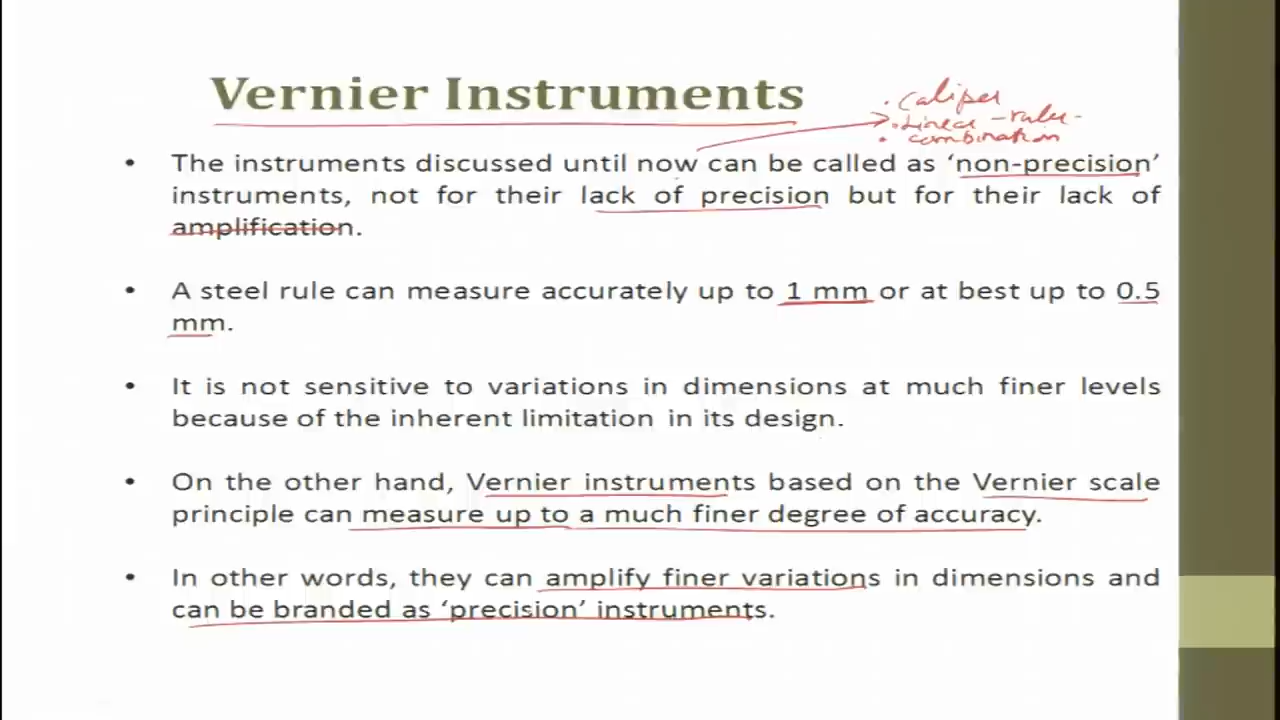 Vernier Instruments
• Caliper
• Linear - rule -
• combination
• The instruments discussed until now can be called as ‘non-precision’
instruments, not for their lack of precision but for their lack of
amplification.
• A steel rule can measure accurately up to 1 mm or at best up to 0.5
mm.
• It is not sensitive to variations in dimensions at much finer levels
because of the inherent limitation in its design.
• On the other hand, Vernier instruments based on the Vernier scale
principle can measure up to a much finer degree of accuracy.
• In other words, they can amplify finer variations in dimensions and
can be branded as ‘precision’ instruments.